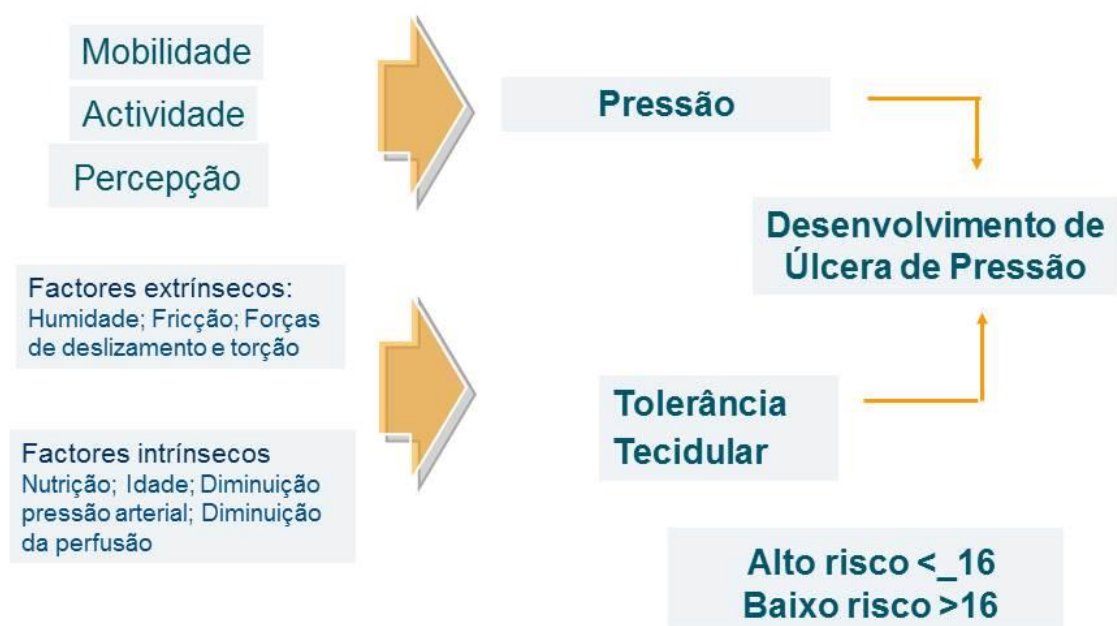 Mobilidade
Actividade
Percepção
Pressão
Desenvolvimento de
Úlcera de Pressão
Factores extrínsecos:
Humidade; Fricção; Forças
de deslizamento e torção
Factores intrínsecos
Nutrição; Idade; Diminuição
pressão arterial; Diminuição
da perfusão
Tolerância
Tecidular
Alto risco <_16
Baixo risco >16